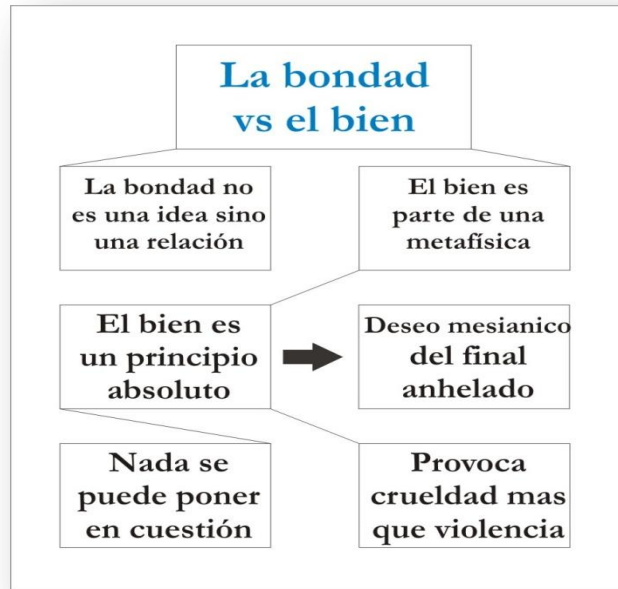 La bondad
vs el bien
La bondad no
es una idea sino
una relación
El bien es
parte de una
metafísica
El bien es
un principio
absoluto
Deseo mesianico
del final
anhelado
Nada se
puede poner
en cuestión
Provoca
crueldad mas
que violencia